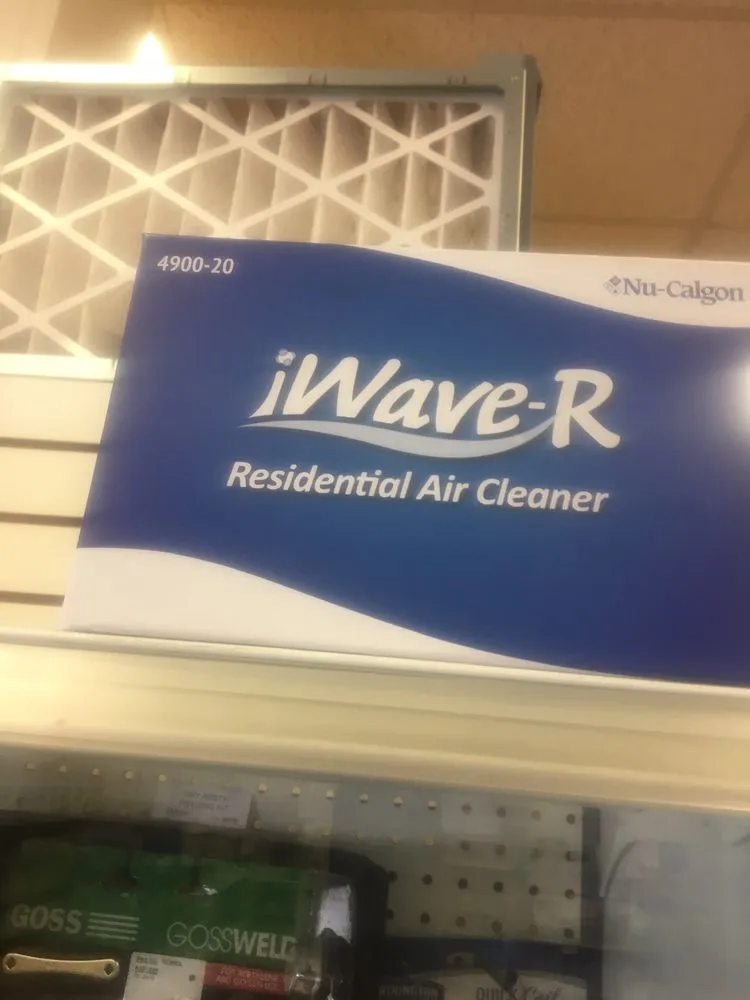 4900-20
Nu-Calgon
iWave-R
Residential Air Cleaner
GOSS
GOSSWELD